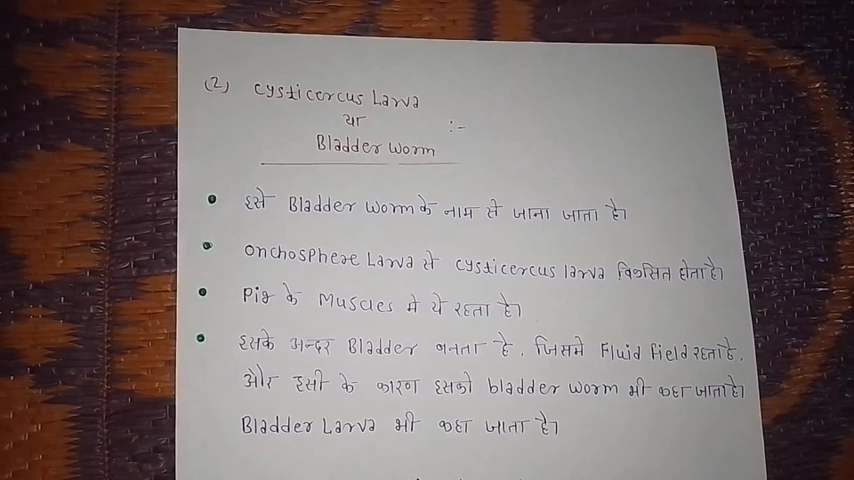 (2) Cysticercus Larva
या :-
Bladder worm
इसे Bladder worm के नाम से जाना जाता है।
Onchosphere Larva से cysticercus larva विकसित होता है।
Pig के Muscles मे ये रहता है।
इसके अन्दर Bladder बनता है, जिसमे Fluid Field रहता है,
और इसी के कारण इसको bladder worm भी कहा जाता है।
Bladder Larva भी कहा जाता है।